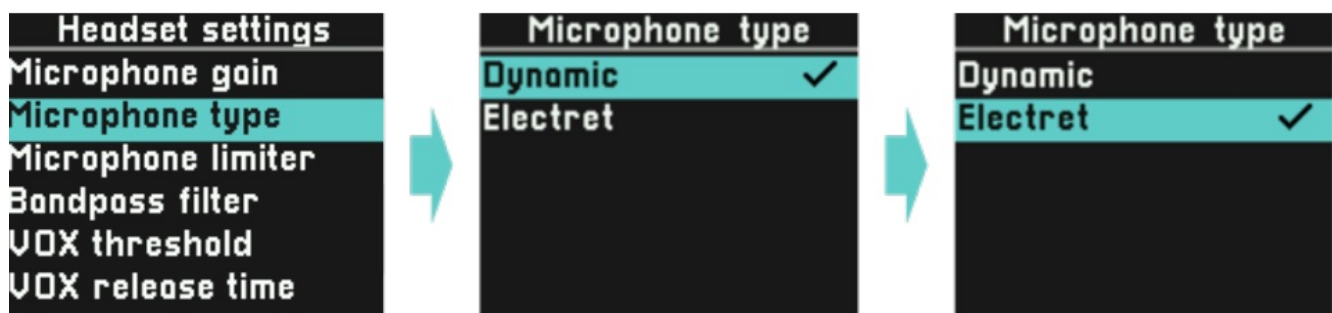 Headset settings
Microphone gain
Microphone type
Microphone limiter
Bandpass filter
VOX threshold
VOX release time
Microphone type
Dynamic
Electret
Microphone type
Dynamic
Electret